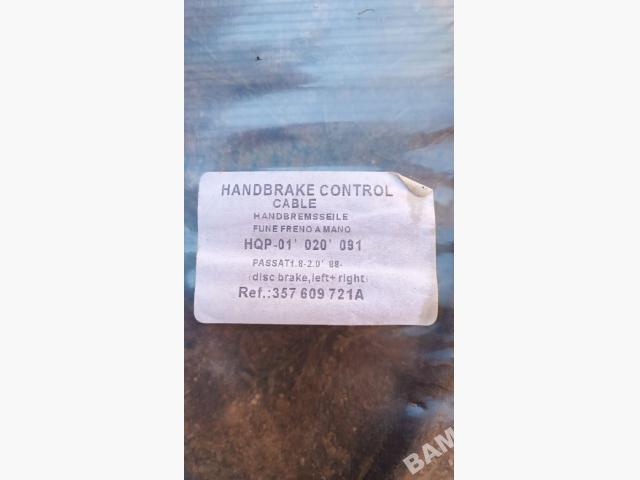 HANDBRAKE CONTROL
CABLE
HANDBREMSSEILE
FUNE FRENO A MANO
HQP-01' 020' 091
PASSAT1.8-2.0' 88-
(disc brake,left+ right)
Ref.:357 609 721A
BAM